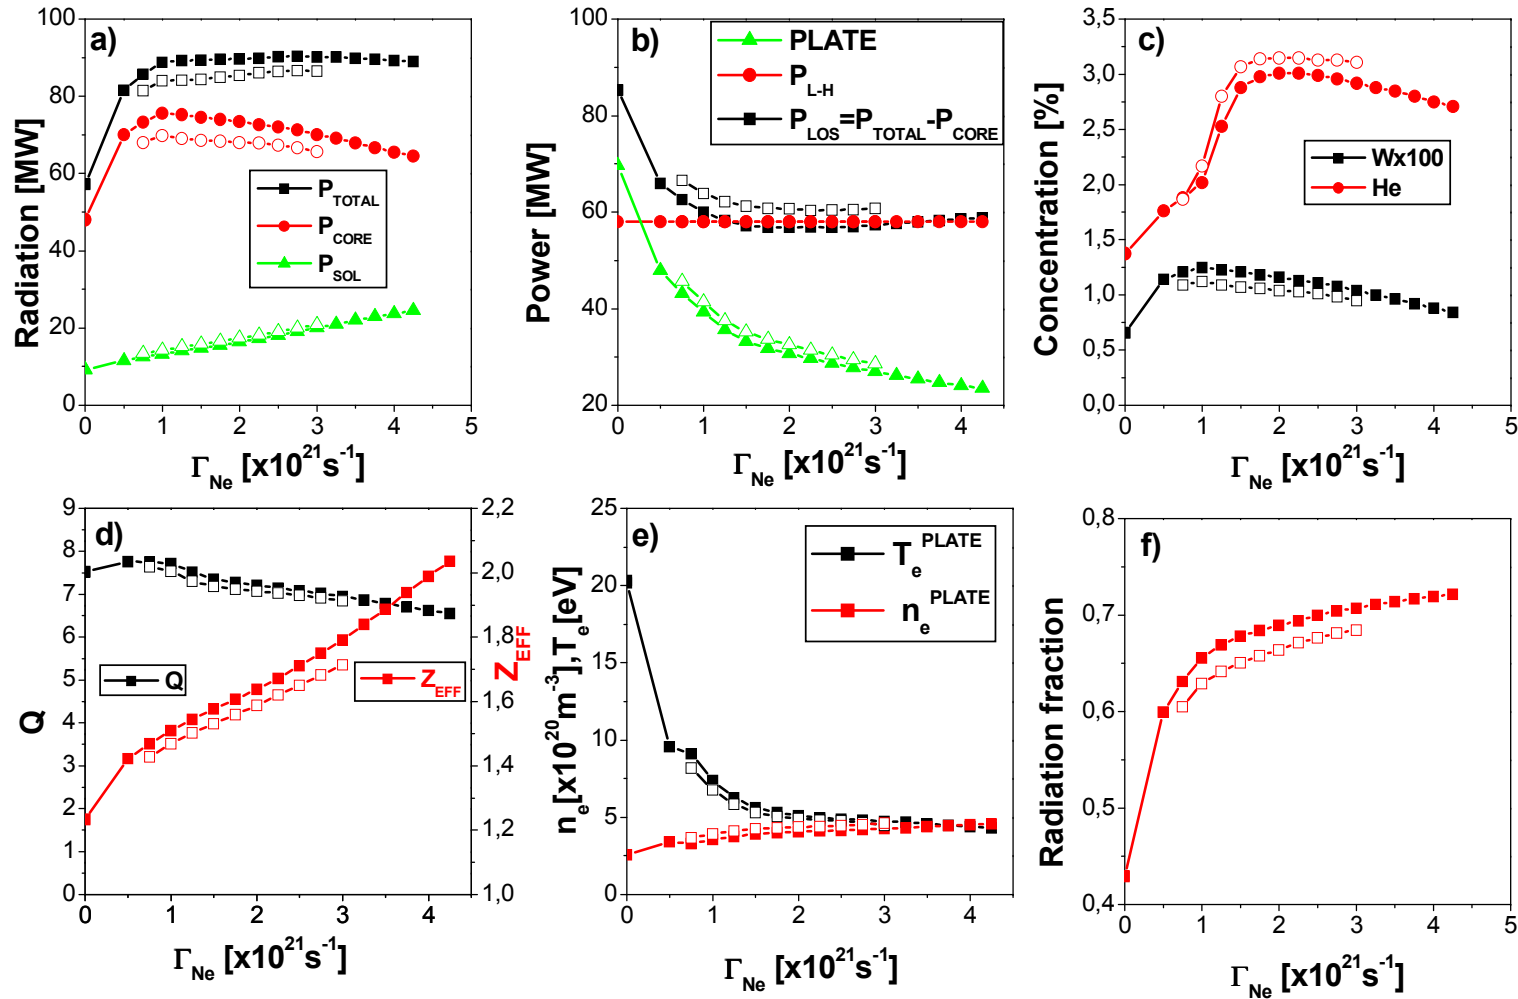 a)
Radiation [MW]
100
80
60
40
20
0
P_TOTAL
P_CORE
P_SOL
0 1 2 3 4 5
Γ_Ne [x10^21 s^-1]
b)
Power [MW]
100
80
60
40
20
PLATE
P_L-H
P_LOS=P_TOTAL-P_CORE
0 1 2 3 4
Γ_Ne [x10^21 s^-1]
c)
Concentration [%]
3,5
3,0
2,5
2,0
1,5
1,0
0,5
0,0
Wx100
He
0 1 2 3 4 5
Γ_Ne [x10^21 s^-1]
d)
Q
9
8
7
6
5
4
3
2
1
0
Q
Z_EFF
2,2
2,0
1,8
1,6
1,4
1,2
1,0
Z_EFF
0 1 2 3 4
Γ_Ne [x10^21 s^-1]
e)
n_e[x10^20 m^-3],T_e[eV]
25
20
15
10
5
0
T_e^PLATE
n_e^PLATE
0 1 2 3 4
Γ_Ne [x10^21 s^-1]
f)
Radiation fraction
0,8
0,7
0,6
0,5
0,4
0 1 2 3 4 5
Γ_Ne [x10^21 s^-1]